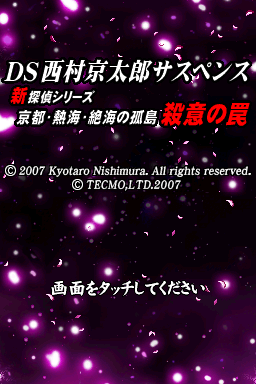 DS西村京太郎サスペンス
新探偵シリーズ
京都・熱海・絶海の孤島 殺意の罠
© 2007 Kyotaro Nishimura. All rights reserved.
© TECMO,LTD.2007
画面をタッチしてください